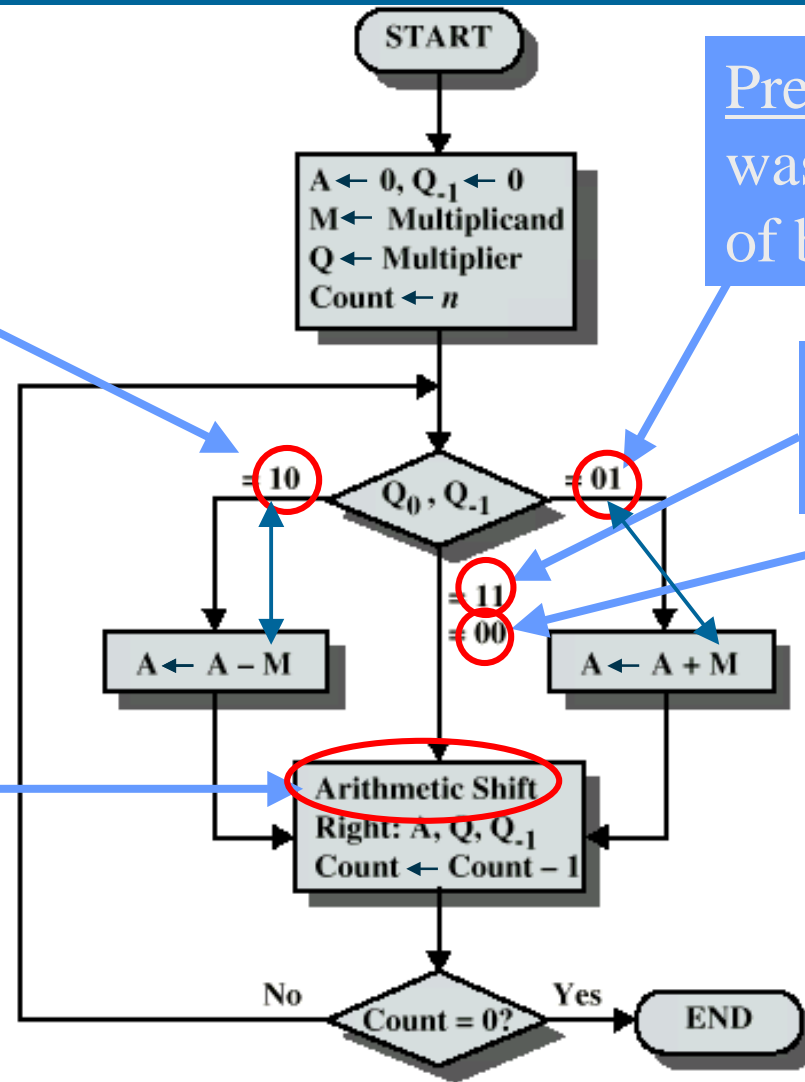 START
Pre
was
of b
A ← 0, Q₋₁ ← 0
M ← Multiplicand
Q ← Multiplier
Count ← n
= 10
Q₀ , Q₋₁
= 01
= 11
= 00
A ← A – M
A ← A + M
Arithmetic Shift
Right: A, Q, Q₋₁
Count ← Count – 1
No
Count = 0?
Yes
END